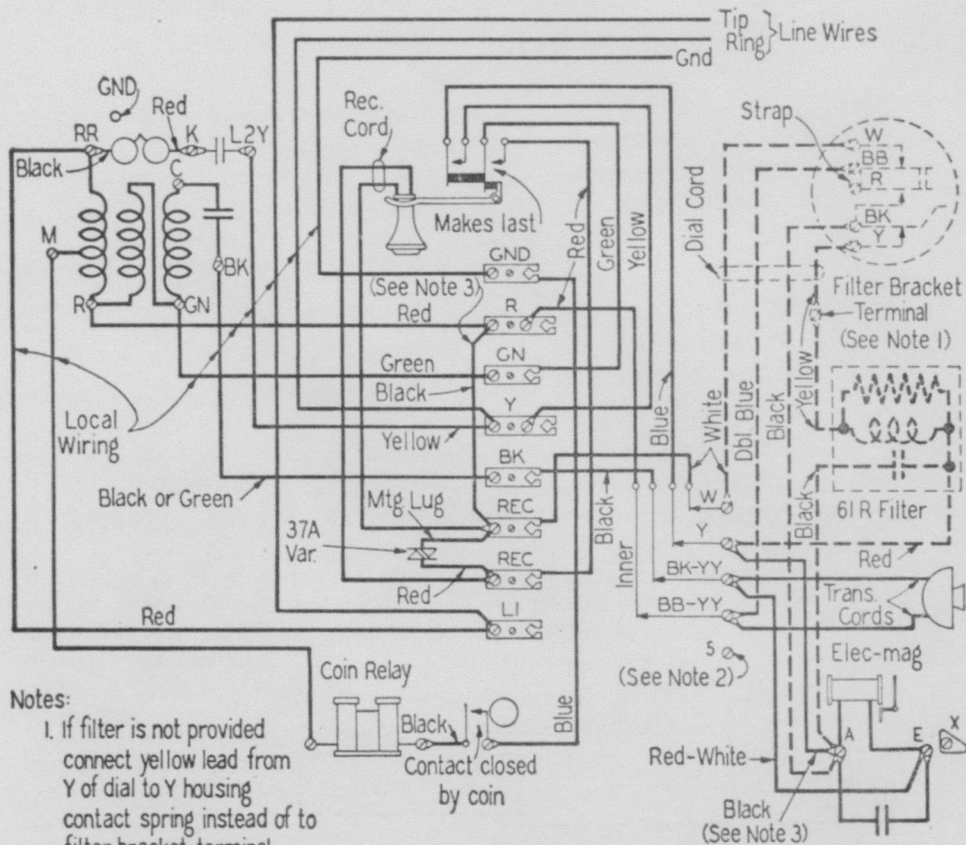 Tip
Ring
Line Wires
Gnd
GND
Red
RR
K
L2Y
Black
C
Rec.
Cord
Makes last
Strap
W
BB
R
BK
Y
Dial Cord
M
BK
R
GN
(See Note 3)
Red
GND
R
GN
Y
BK
REC
REC
L1
Red
Green
Yellow
Filter Bracket
Terminal
(See Note 1)
Green
Black
Local
Wiring
Yellow
Black or Green
Mtg Lug
37A
Var.
Red
Red
Blue
White
Dbl. Blue
Black
Yellow
Black
Inner
Black
61R Filter
Red
W
Y
BK-YY
BB-YY
5
(See Note 2)
Trans.
Cords
Elec-mag
A
E
X
Red-White
Black
(See Note 3)
Coin Relay
Black
Blue
Contact closed
by coin
Notes:
1. If filter is not provided
connect yellow lead from
Y of dial to Y housing
contact spring instead of to
filter bracket terminal